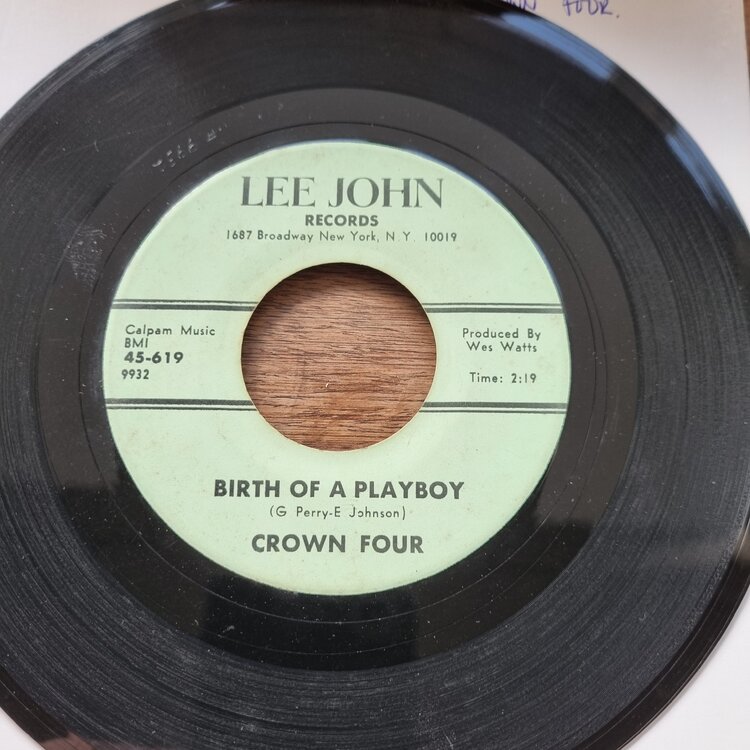 FOUR.
LEE JOHN
RECORDS
1687 Broadway New York, N. Y. 10019
Calpam Music
BMI
45-619
9932
Produced By
Wes Watts
Time: 2:19
BIRTH OF A PLAYBOY
(G Perry-E Johnson)
CROWN FOUR